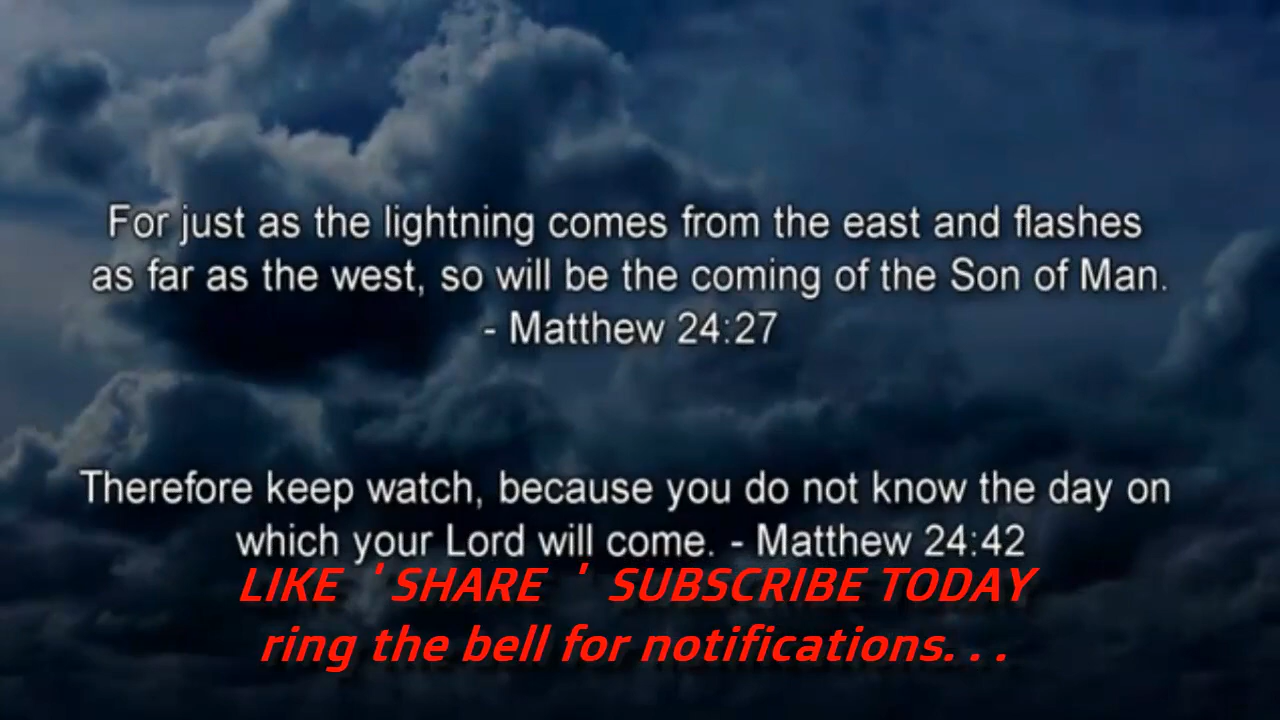 For just as the lightning comes from the east and flashes
as far as the west, so will be the coming of the Son of Man.
- Matthew 24:27
Therefore keep watch, because you do not know the day on
which your Lord will come. - Matthew 24:42
LIKE ' SHARE ' SUBSCRIBE TODAY
ring the bell for notifications. . .